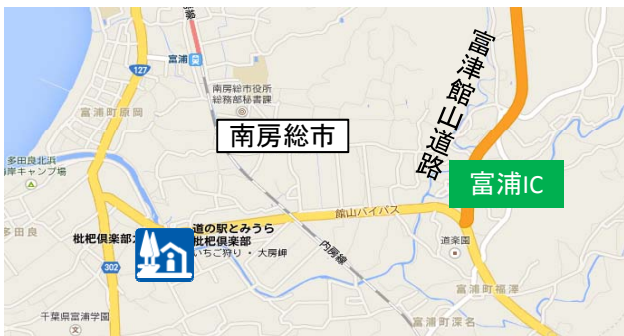 富浦
127
富浦町原岡
南房総市役所
総務部秘書課
南房総市
富津館山道路
富浦IC
多田良北浜
海岸キャンプ場
多田良
枇杷倶楽部
道の駅とみうら
枇杷倶楽部
いちご狩り・大房岬
館山バイパス
内房線
道楽園
302
富浦町福澤
千葉県富浦学園
富浦町深名